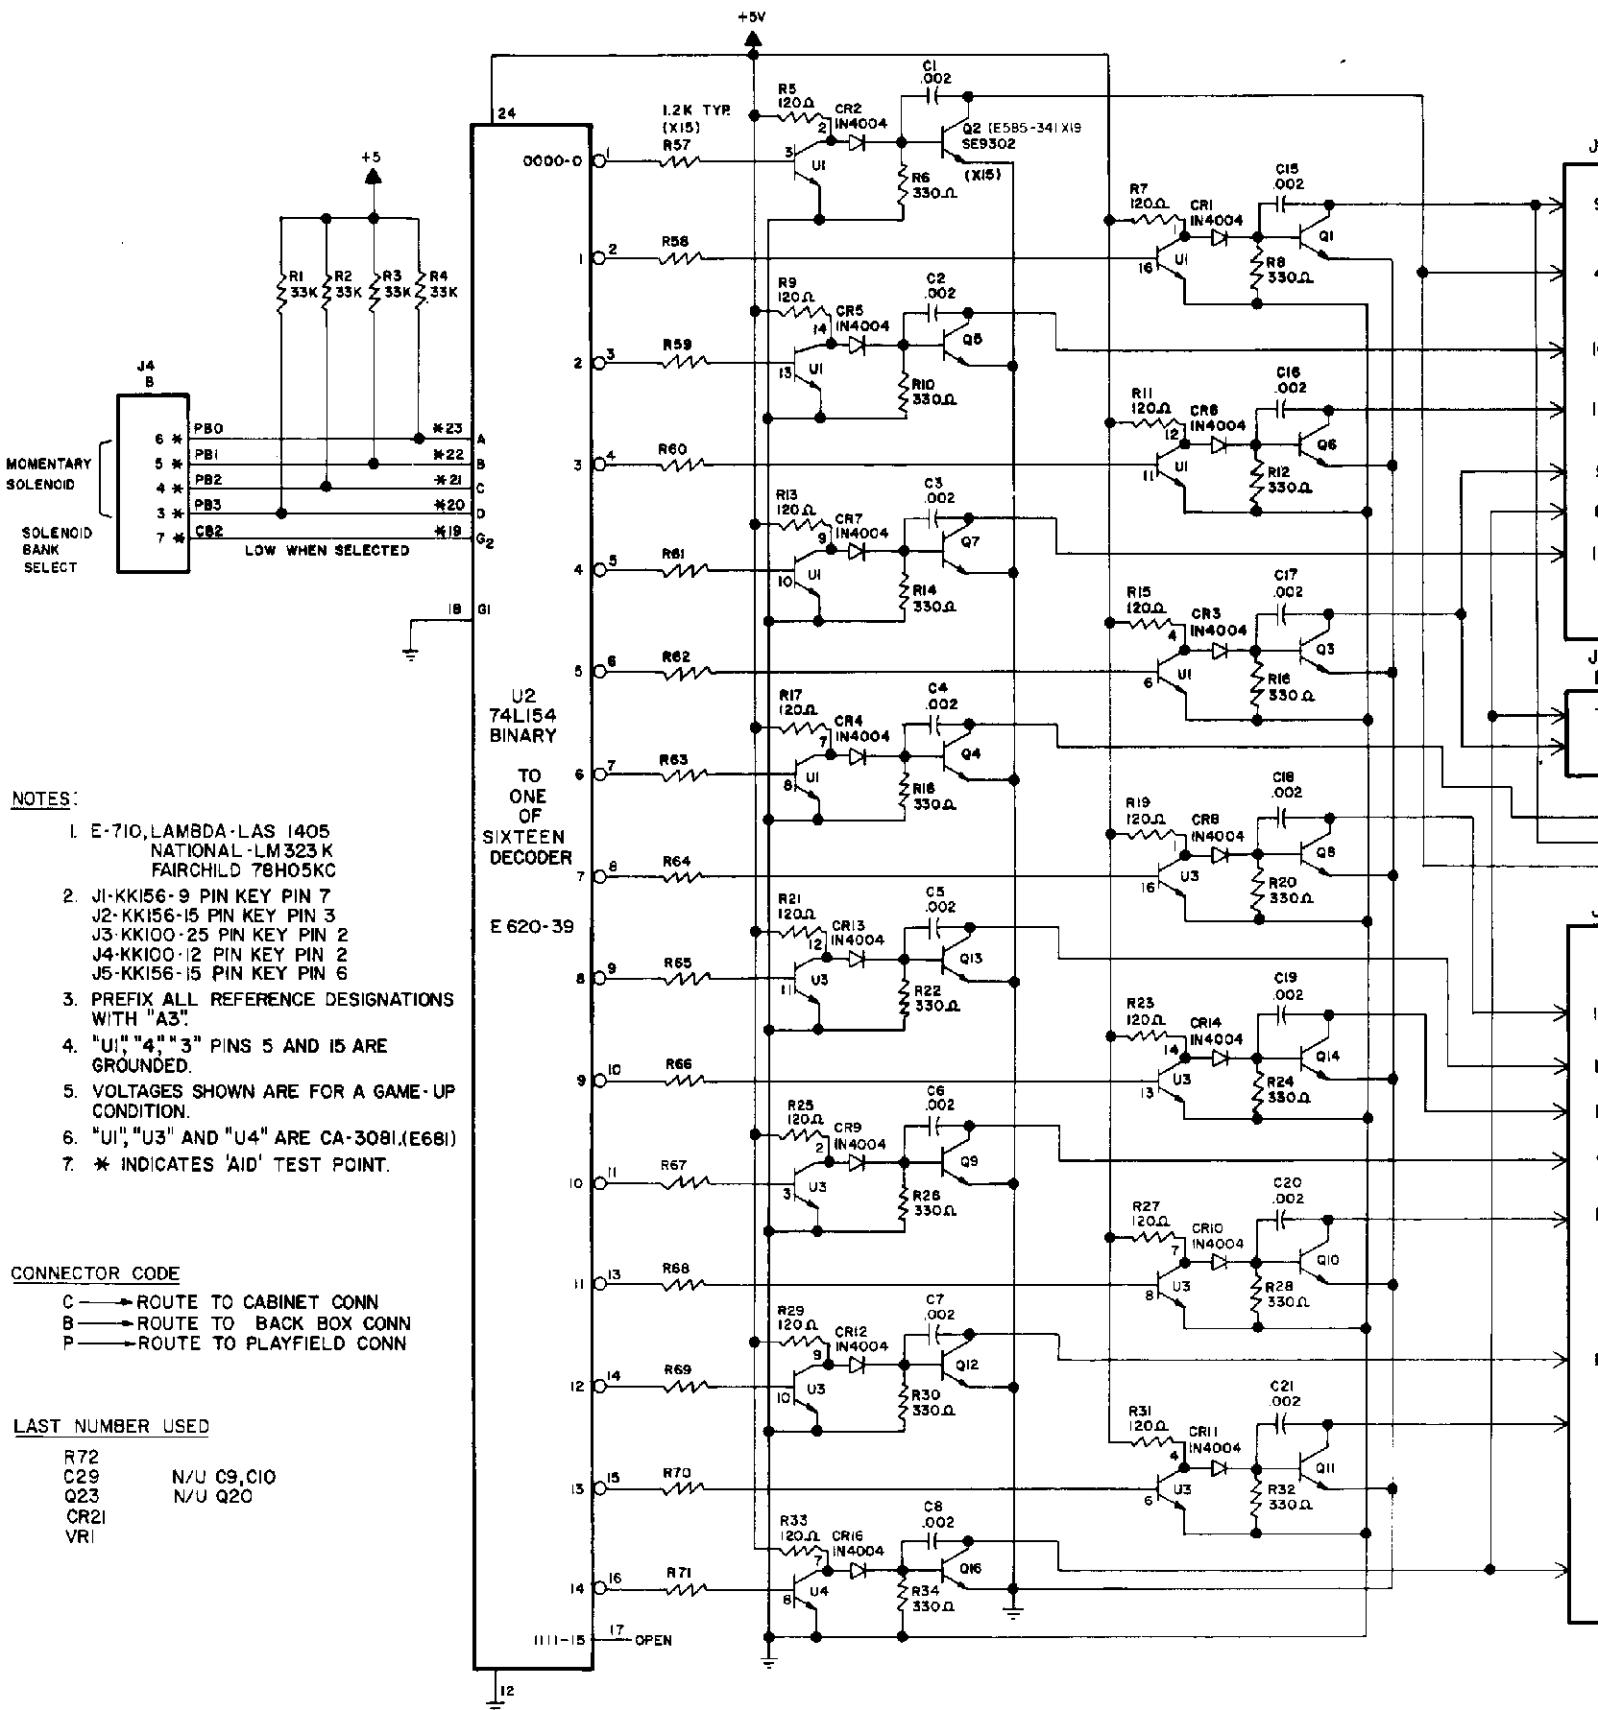 +5V
24
0000-0
1
1.2K TYP.
(X15)
R57
R5
120Ω
2
CR2
IN4004
3
U1
C1
.002
Q2 (E585-34) X19
SE9302
(X15)
R6
330Ω
+5
R1
33K
R2
33K
R3
33K
R4
33K
1
2
R58
R7
120Ω
1
CR1
IN4004
16
U1
C15
.002
Q1
R8
330Ω
2
3
R59
R9
120Ω
14
CR5
IN4004
13
U1
C2
.002
Q5
R10
330Ω
3
4
R60
R11
120Ω
12
CR6
IN4004
11
U1
C16
.002
Q6
R12
330Ω
J4
B
MOMENTARY
SOLENOID
6 * PB0 *23 A
5 * PB1 *22 B
4 * PB2 *21 C
3 * PB3 *20 D
7 * CB2 *19 G2
SOLENOID
BANK
SELECT
LOW WHEN SELECTED
18 G1
4
5
R61
R13
120Ω
9
CR7
IN4004
10
U1
C3
.002
Q7
R14
330Ω
5
6
R62
R15
120Ω
4
CR3
IN4004
6
U1
C17
.002
Q3
R16
330Ω
U2
74L154
BINARY
TO
ONE
OF
SIXTEEN
DECODER
E620-39
6
7
R63
R17
120Ω
7
CR4
IN4004
8
U1
C4
.002
Q4
R18
330Ω
7
8
R64
R19
120Ω
1
CR8
IN4004
16
U3
C18
.002
Q8
R20
330Ω
8
9
R65
R21
120Ω
12
CR13
IN4004
11
U3
C5
.002
Q13
R22
330Ω
9
10
R66
R23
120Ω
14
CR14
IN4004
13
U3
C19
.002
Q14
R24
330Ω
10
11
R67
R25
120Ω
2
CR9
IN4004
3
U3
C6
.002
Q9
R26
330Ω
11
13
R68
R27
120Ω
7
CR10
IN4004
8
U3
C20
.002
Q10
R28
330Ω
12
14
R69
R29
120Ω
9
CR12
IN4004
10
U3
C7
.002
Q12
R30
330Ω
13
15
R70
R31
120Ω
4
CR11
IN4004
6
U3
C21
.002
Q11
R32
330Ω
14
16
R71
R33
120Ω
7
CR16
IN4004
8
U4
C8
.002
Q16
R34
330Ω
1111-15
17
OPEN
12
NOTES:
1. E-710, LAMBDA-LAS 1405
NATIONAL-LM323K
FAIRCHILD 78H05KC
2. J1-KK156-9 PIN KEY PIN 7
J2-KK156-15 PIN KEY PIN 3
J3-KK100-25 PIN KEY PIN 2
J4-KK100-12 PIN KEY PIN 2
J5-KK156-15 PIN KEY PIN 6
3. PREFIX ALL REFERENCE DESIGNATIONS
WITH "A3".
4. "U1," "4," "3" PINS 5 AND 15 ARE
GROUNDED.
5. VOLTAGES SHOWN ARE FOR A GAME-UP
CONDITION.
6. "U1", "U3" AND "U4" ARE CA-3081.(E681)
7. * INDICATES 'AID' TEST POINT.
CONNECTOR CODE
C ROUTE TO CABINET CONN
B ROUTE TO BACK BOX CONN
P ROUTE TO PLAYFIELD CONN
LAST NUMBER USED
R72
C29 N/U C9,C10
Q23 N/U Q20
CR21
VR1